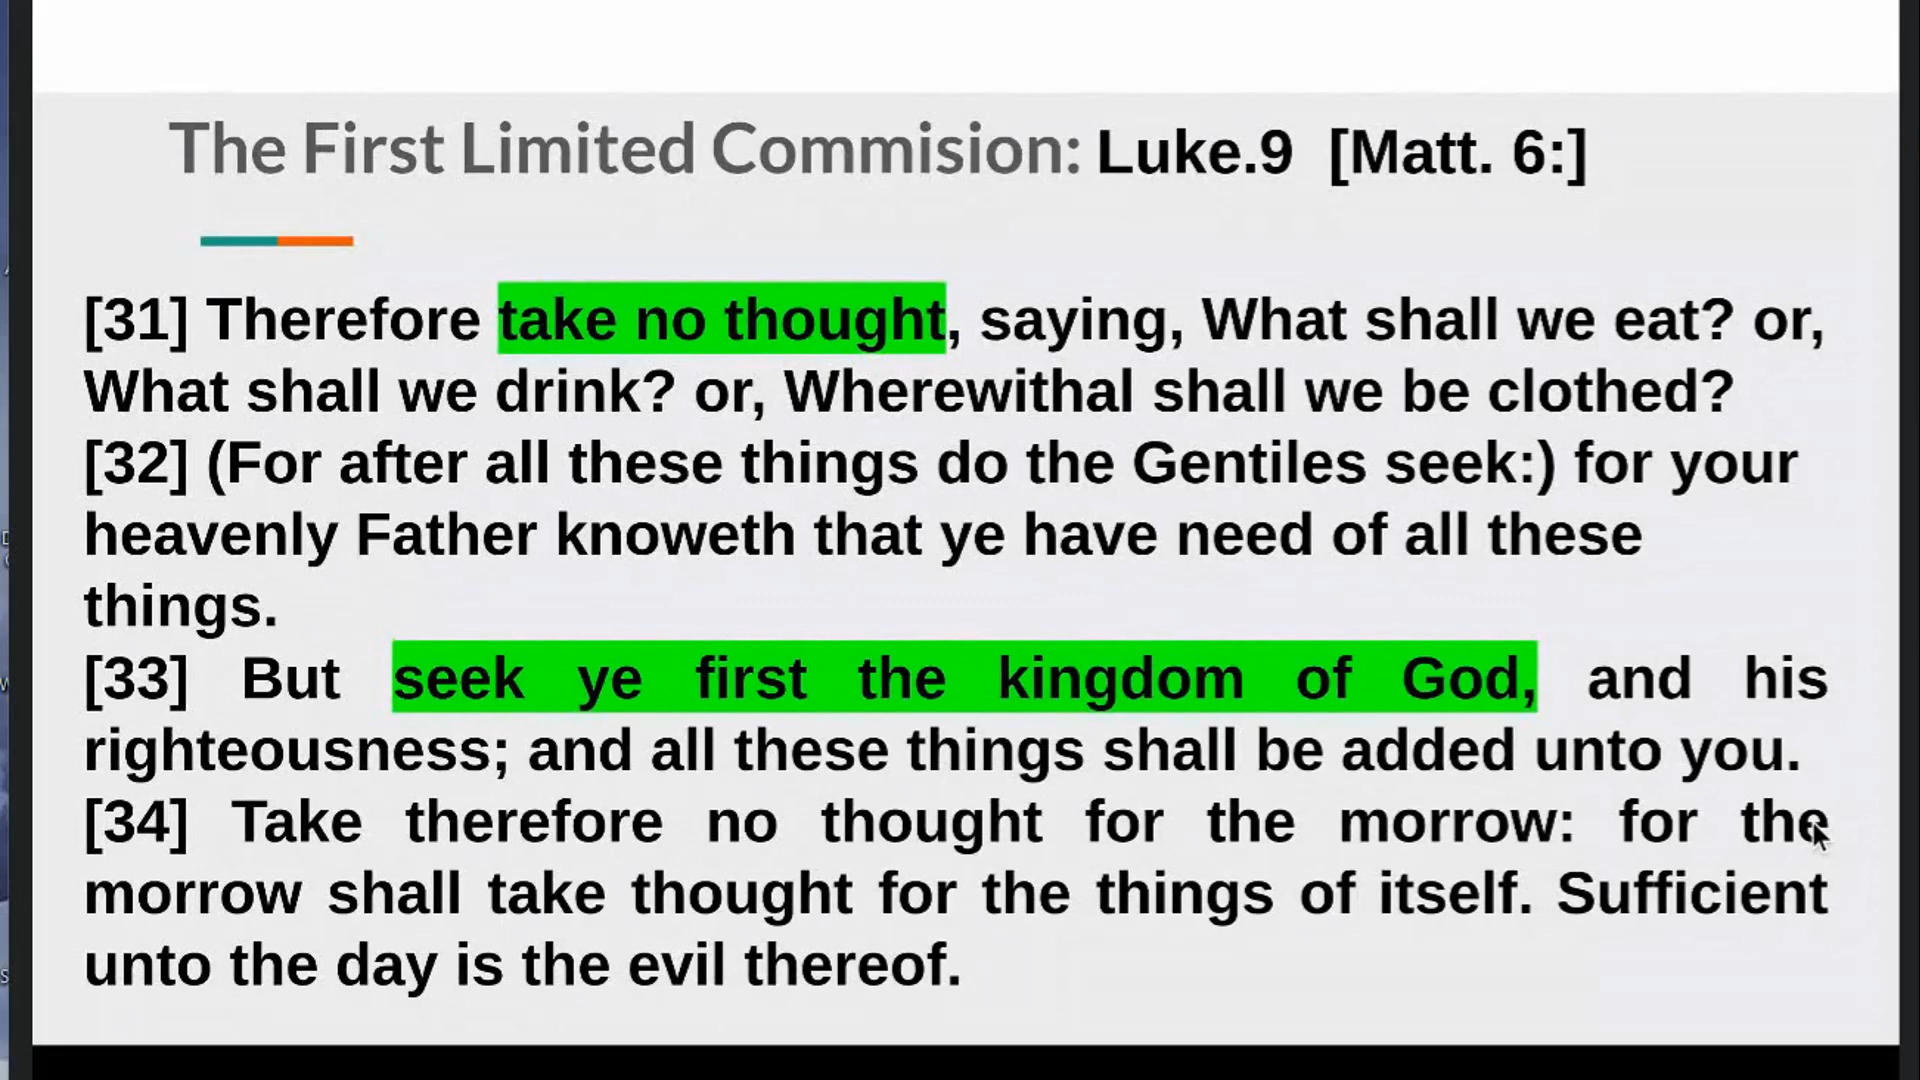 The First Limited Commision: Luke.9 [Matt. 6:]
[31] Therefore take no thought, saying, What shall we eat? or,
What shall we drink? or, Wherewithal shall we be clothed?
[32] (For after all these things do the Gentiles seek:) for your
heavenly Father knoweth that ye have need of all these
things.
[33] But seek ye first the kingdom of God, and his
righteousness; and all these things shall be added unto you.
[34] Take therefore no thought for the morrow: for the
morrow shall take thought for the things of itself. Sufficient
unto the day is the evil thereof.